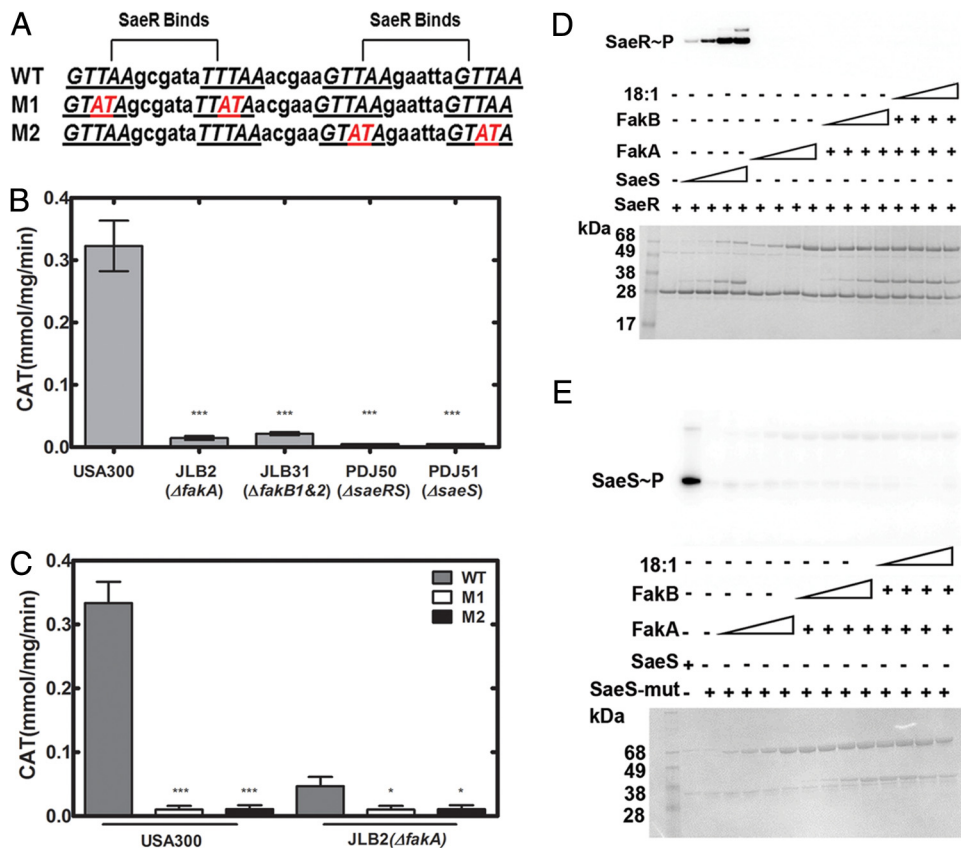 A
SaeR Binds SaeR Binds
WT GTTAAgcgataTTTAAacgaaGTTAAgaattaGTTAA
M1 GTATAgcgataTTATAacgaaGTTAAgaattaGTTAA
M2 GTTAAgcgataTTTAAacgaaGTATAgaattaGTATA
B
CAT(mmol/mg/min)
0.4
0.3
0.2
0.1
0.0
*** *** *** ***
USA300 JLB2 JLB31 PDJ50 PDJ51
(ΔfakA) (ΔfakB1&2) (ΔsaeRS) (ΔsaeS)
C
CAT(mmol/mg/min)
0.4
0.3
0.2
0.1
0.0
WT
M1
M2
*** *** * *
USA300 JLB2(ΔfakA)
D
SaeR~P
18:1 - - - - - - - - - - - - -
FakB - - - - - - - - - + + + +
FakA - - - - - + + + + + + + +
SaeS - - - - - - - - - - - - -
SaeR + + + + + + + + + + + + + + + + +
kDa
68
49
38
28
17
E
SaeS~P
18:1 - - - - - - - - - -
FakB - - - - - - + + + +
FakA - - + + + + + + + +
SaeS + - - - - - - - - - - - - -
SaeS-mut - + + + + + + + + + + + + +
kDa
68
49
38
28